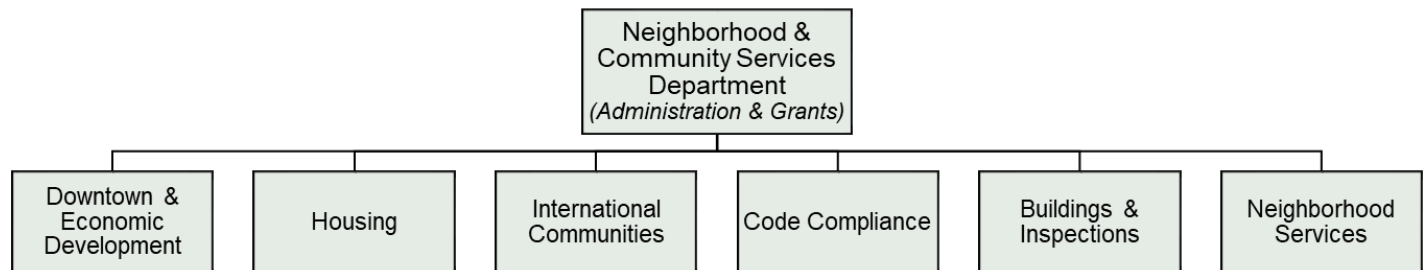 Neighborhood &
Community Services
Department
(Administration & Grants)
Downtown &
Economic
Development
Housing
International
Communities
Code Compliance
Buildings &
Inspections
Neighborhood
Services